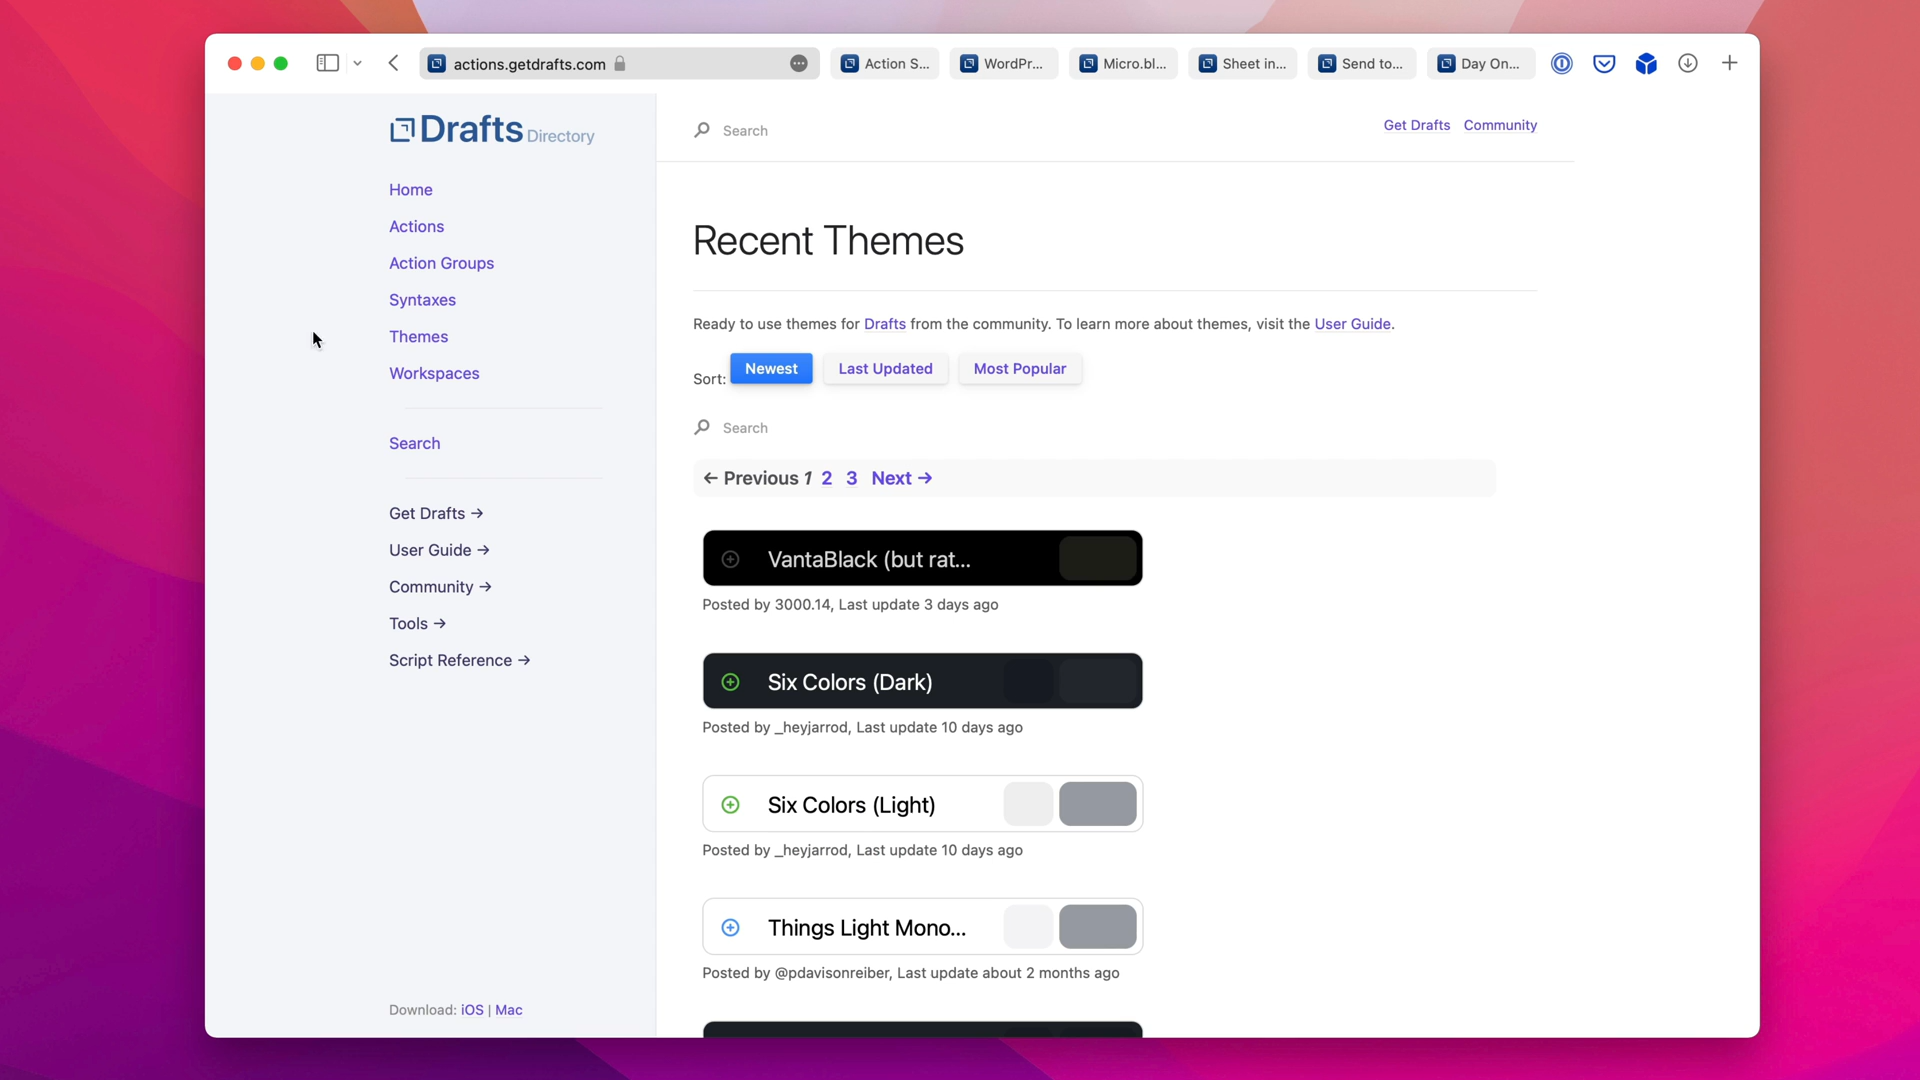 actions.getdrafts.com
Action S...
WordPr...
Micro.bl...
Sheet in...
Send to...
Day On...
Drafts Directory
Home
Actions
Action Groups
Syntaxes
Themes
Workspaces
Search
Get Drafts →
User Guide →
Community →
Tools →
Script Reference →
Download: iOS | Mac
Search
Get Drafts Community
Recent Themes
Ready to use themes for Drafts from the community. To learn more about themes, visit the User Guide.
Sort: Newest Last Updated Most Popular
Search
← Previous 1 2 3 Next →
VantaBlack (but rat...
Posted by 3000.14, Last update 3 days ago
Six Colors (Dark)
Posted by _heyjarrod, Last update 10 days ago
Six Colors (Light)
Posted by _heyjarrod, Last update 10 days ago
Things Light Mono...
Posted by @pdavisonreiber, Last update about 2 months ago